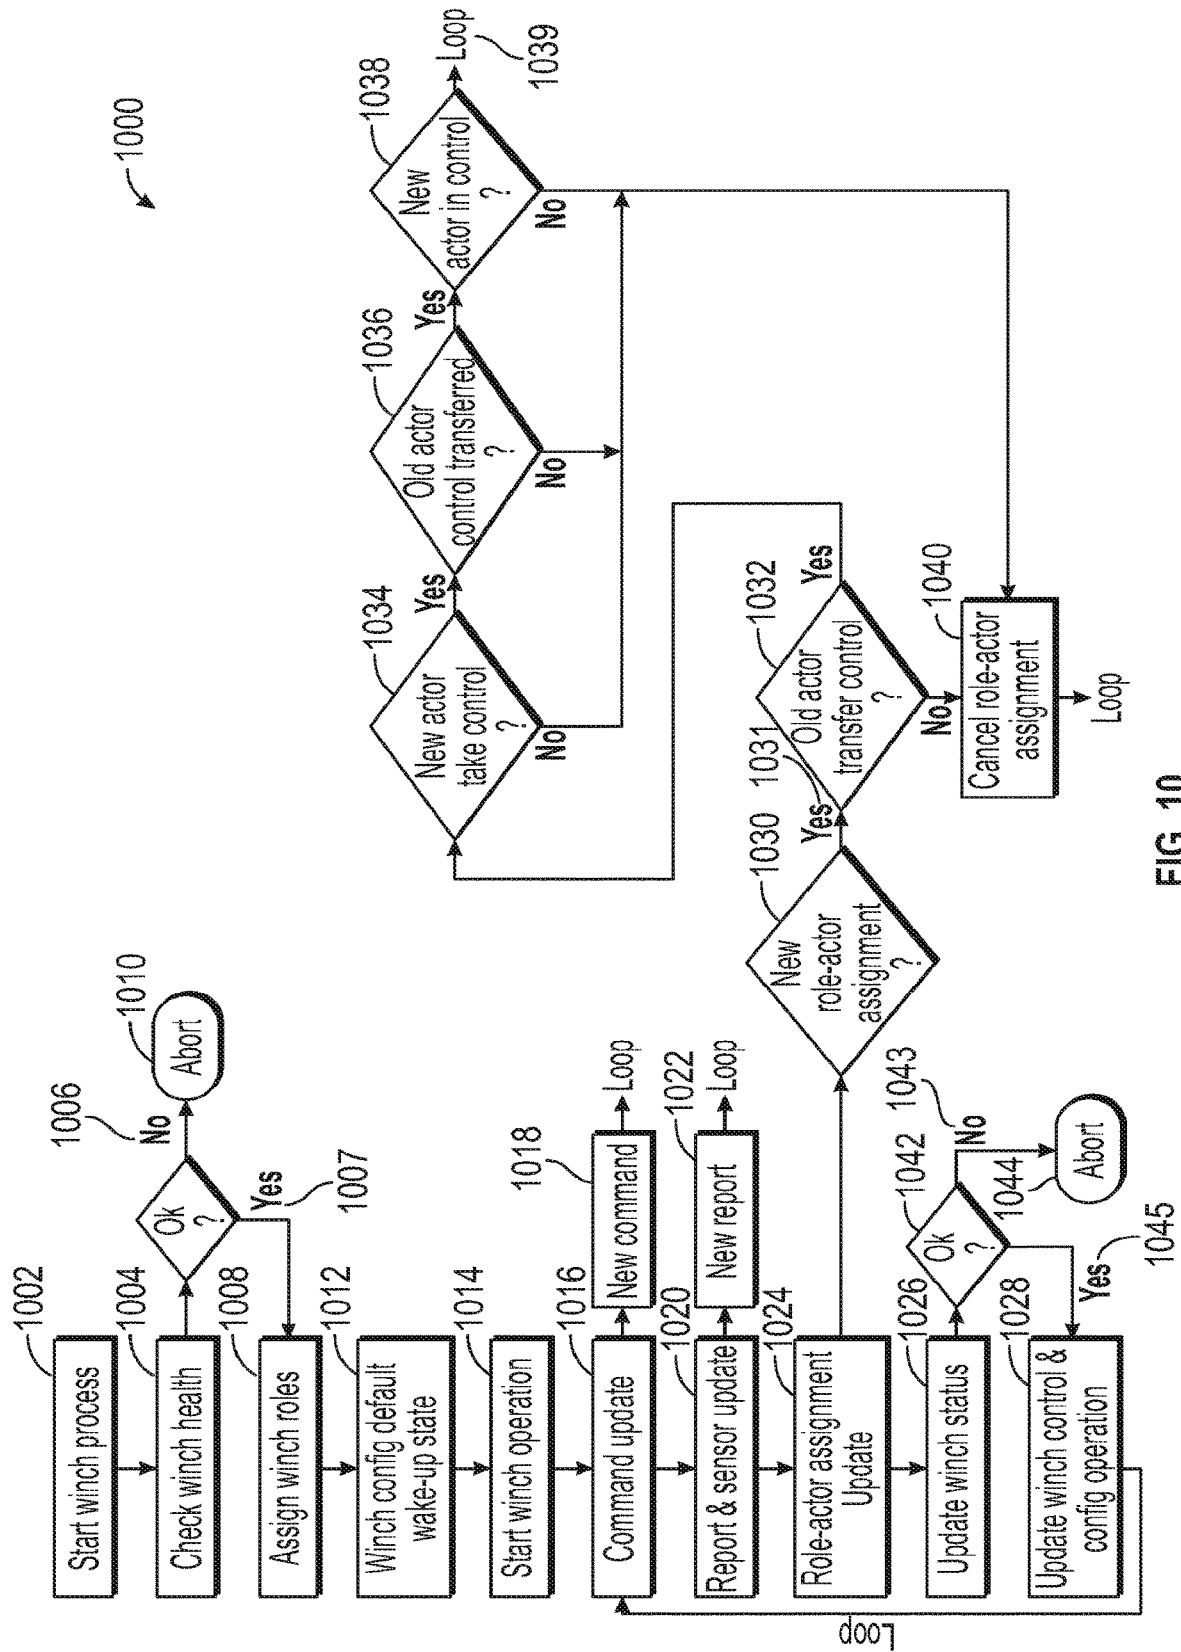 1000
1002
Start winch process
1004
Check winch health
Ok
?
1006
No
1010
Abort
Yes
1007
1008
Assign winch roles
1012
Winch config default
wake-up state
1014
Start winch operation
1016
Command update
1018
New command
Loop
1020
Report & sensor update
1022
New report
Loop
1024
Role-actor assignment
Update
1030
New
role-actor
assignment
?
Yes
1031
1032
Old actor
transfer control
?
Yes
No
1034
New actor
take control
?
Yes
No
1036
Old actor
control transferred
?
Yes
No
1038
New
actor in control
?
Loop
1039
No
1040
Cancel role-actor
assignment
Loop
1026
Update winch status
1042
Ok
?
No
1043
1044
Abort
Yes
1045
1028
Update winch control &
config operation
Loop
FIG. 10